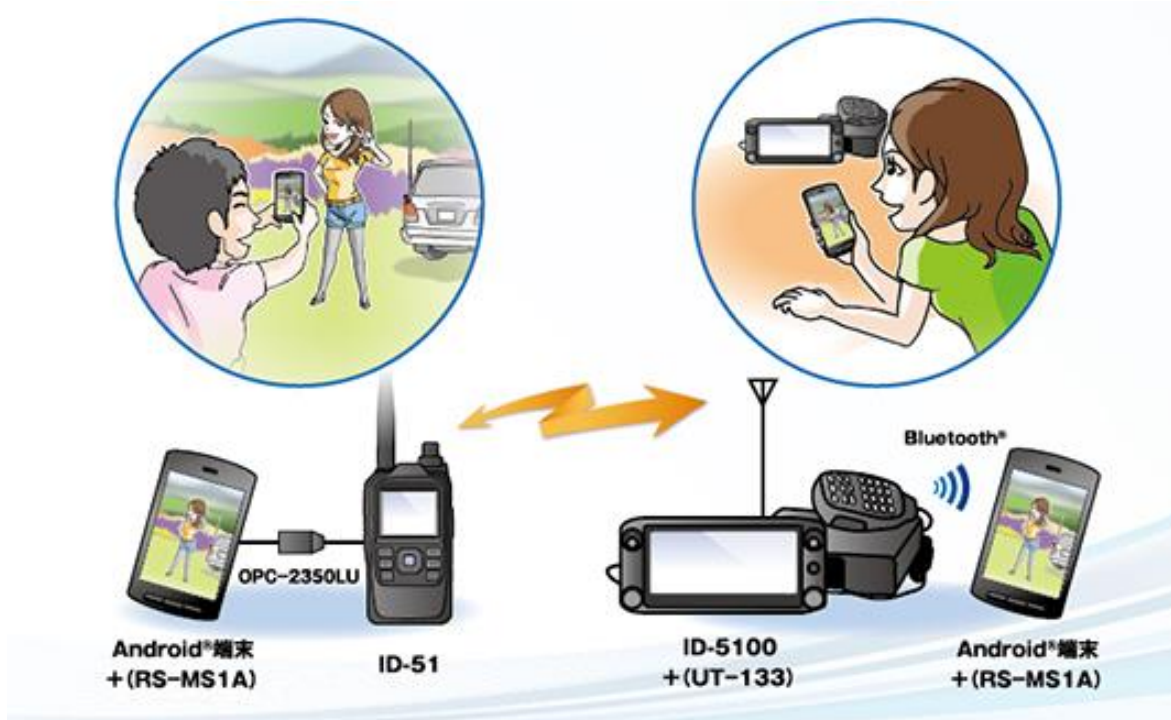 Bluetooth®
OPC-2350LU
Android®端末
+(RS-MS1A)
ID-51
ID-5100
+(UT-133)
Android®端末
+(RS-MS1A)